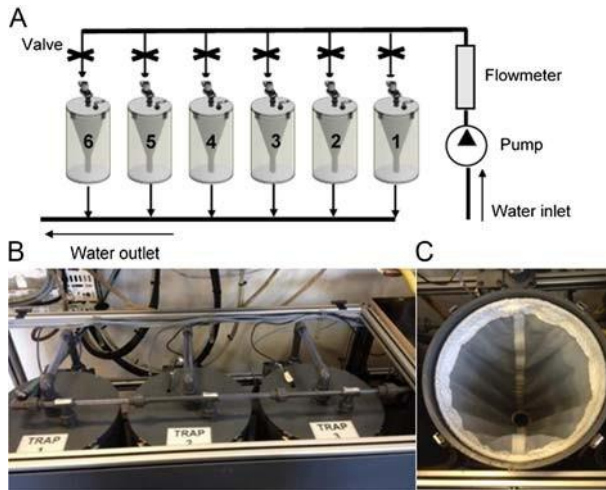 A
Valve
Flowmeter
6 5 4 3 2 1
Pump
Water inlet
Water outlet
B
C
TRAP
1
TRAP
2
TRAP
3